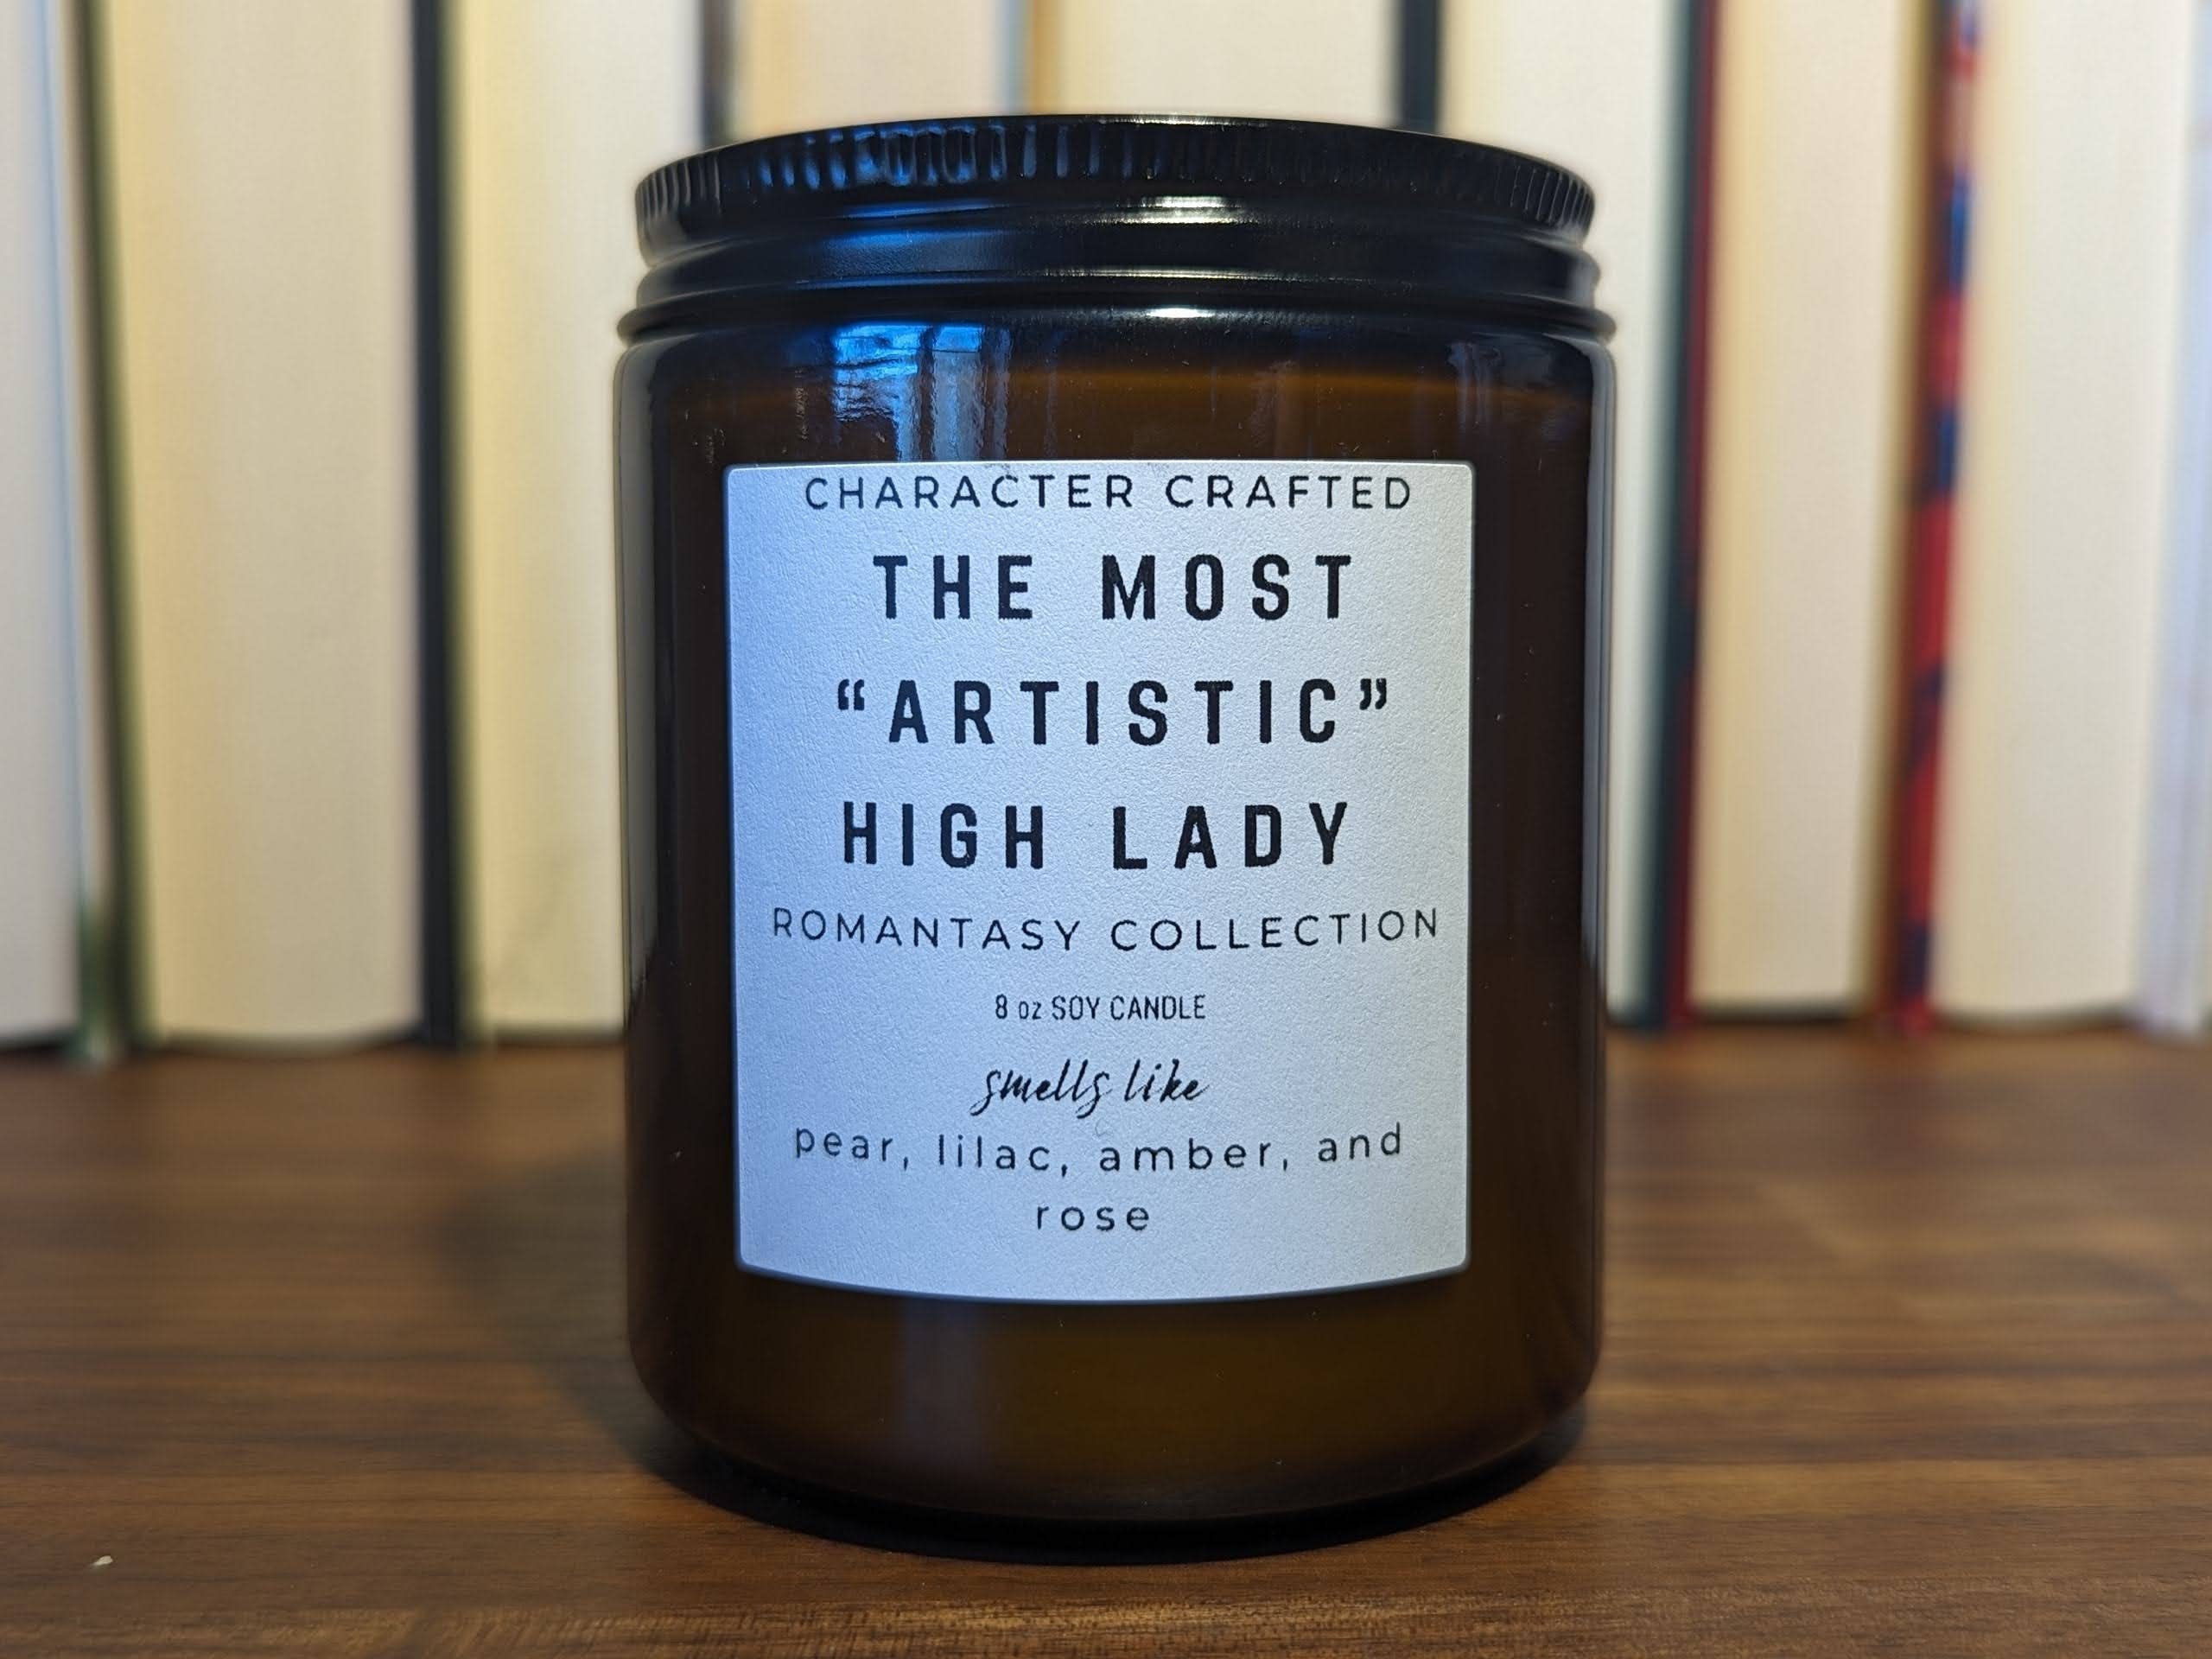 CHARACTER CRAFTED
THE MOST
“ARTISTIC”
HIGH LADY
ROMANTASY COLLECTION
8 oz SOY CANDLE
smells like
pear, lilac, amber, and
rose